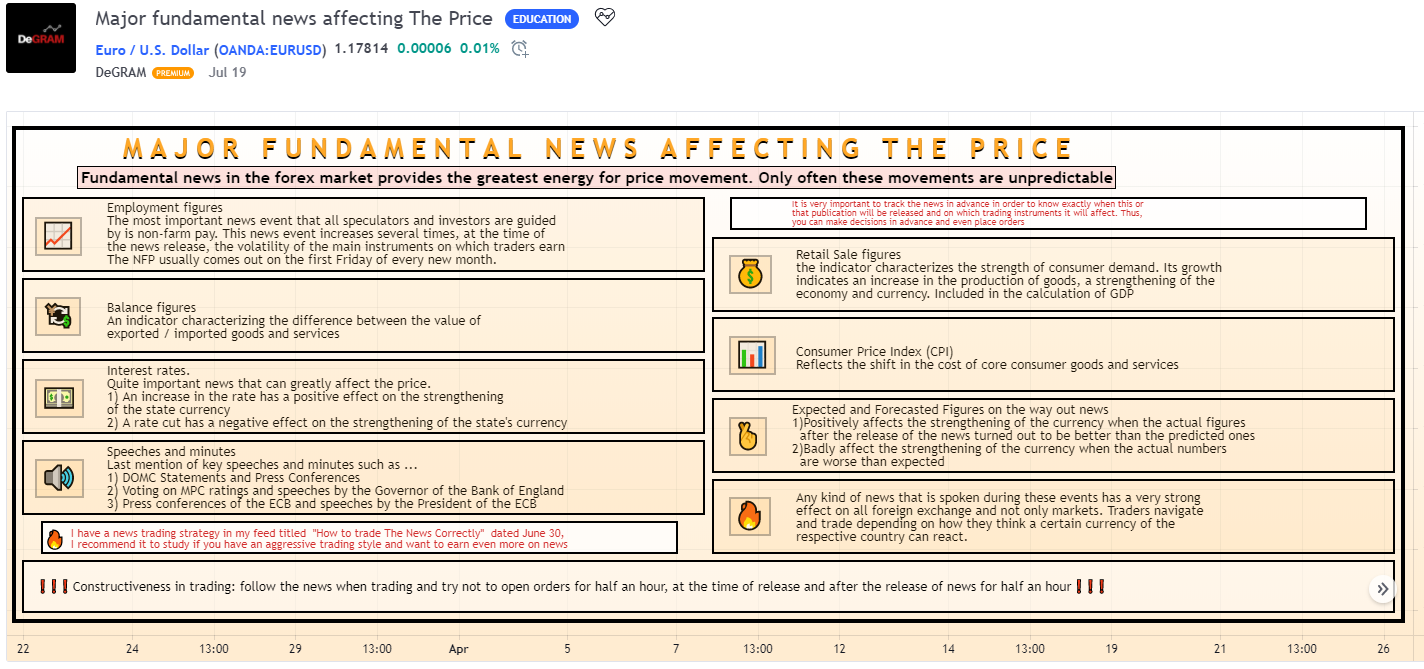 DeGRAM
Major fundamental news affecting The Price EDUCATION
Euro / U.S. Dollar (OANDA:EURUSD) 1.17814 0.00006 0.01%
DeGRAM PREMIUM Jul 19
MAJOR FUNDAMENTAL NEWS AFFECTING THE PRICE
Fundamental news in the forex market provides the greatest energy for price movement. Only often these movements are unpredictable
Employment figures
The most important news event that all speculators and investors are guided
by is non-farm pay. This news event increases several times, at the time of
the news release, the volatility of the main instruments on which traders earn
The NFP usually comes out on the first Friday of every new month.
Balance figures
An indicator characterizing the difference between the value of
exported / imported goods and services
Interest rates.
Quite important news that can greatly affect the price.
1) An increase in the rate has a positive effect on the strengthening
of the state currency
2) A rate cut has a negative effect on the strengthening of the state's currency
Speeches and minutes
Last mention of key speeches and minutes such as ...
1) DOMC Statements and Press Conferences
2) Voting on MPC ratings and speeches by the Governor of the Bank of England
3) Press conferences of the ECB and speeches by the President of the ECB
I have a news trading strategy in my feed titled "How to trade The News Correctly" dated June 30,
I recommend it to study if you have an aggressive trading style and want to earn even more on news
It is very important to track the news in advance in order to know exactly when this or
that publication will be released and on which trading instruments it will affect. Thus,
you can make decisions in advance and even place orders
Retail Sale figures
the indicator characterizes the strength of consumer demand. Its growth
indicates an increase in the production of goods, a strengthening of the
economy and currency. Included in the calculation of GDP
Consumer Price Index (CPI)
Reflects the shift in the cost of core consumer goods and services
Expected and Forecasted Figures on the way out news
1)Positively affects the strengthening of the currency when the actual figures
after the release of the news turned out to be better than the predicted ones
2)Badly affect the strengthening of the currency when the actual numbers
are worse than expected
Any kind of news that is spoken during these events has a very strong
effect on all foreign exchange and not only markets. Traders navigate
and trade depending on how they think a certain currency of the
respective country can react.
❗❗❗Constructiveness in trading: follow the news when trading and try not to open orders for half an hour, at the time of release and after the release of news for half an hour❗❗❗
22 24 13:00 29 13:00 Apr 5 7 13:00 12 14 13:00 19 21 13:00 26